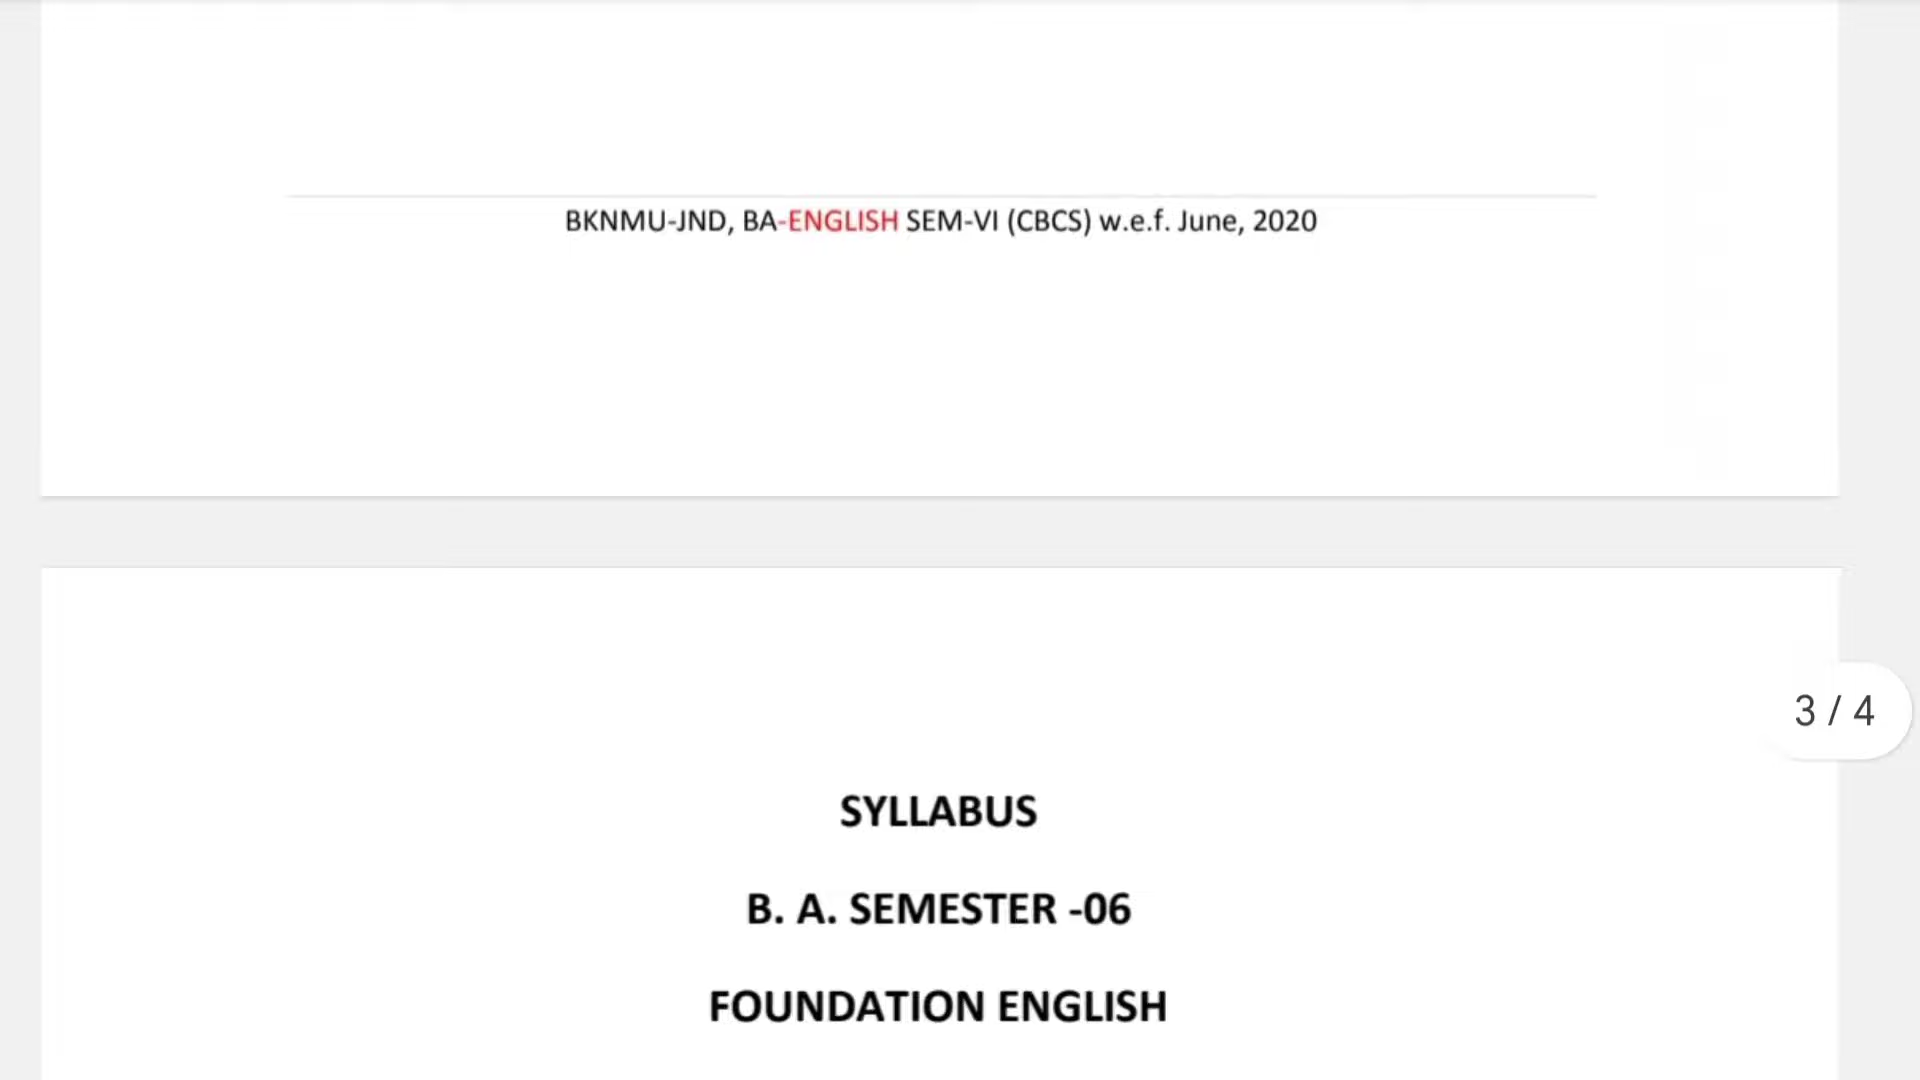 BKNMU-JND, BA-ENGLISH SEM-VI (CBCS) w.e.f. June, 2020
3 / 4
SYLLABUS
B. A. SEMESTER -06
FOUNDATION ENGLISH